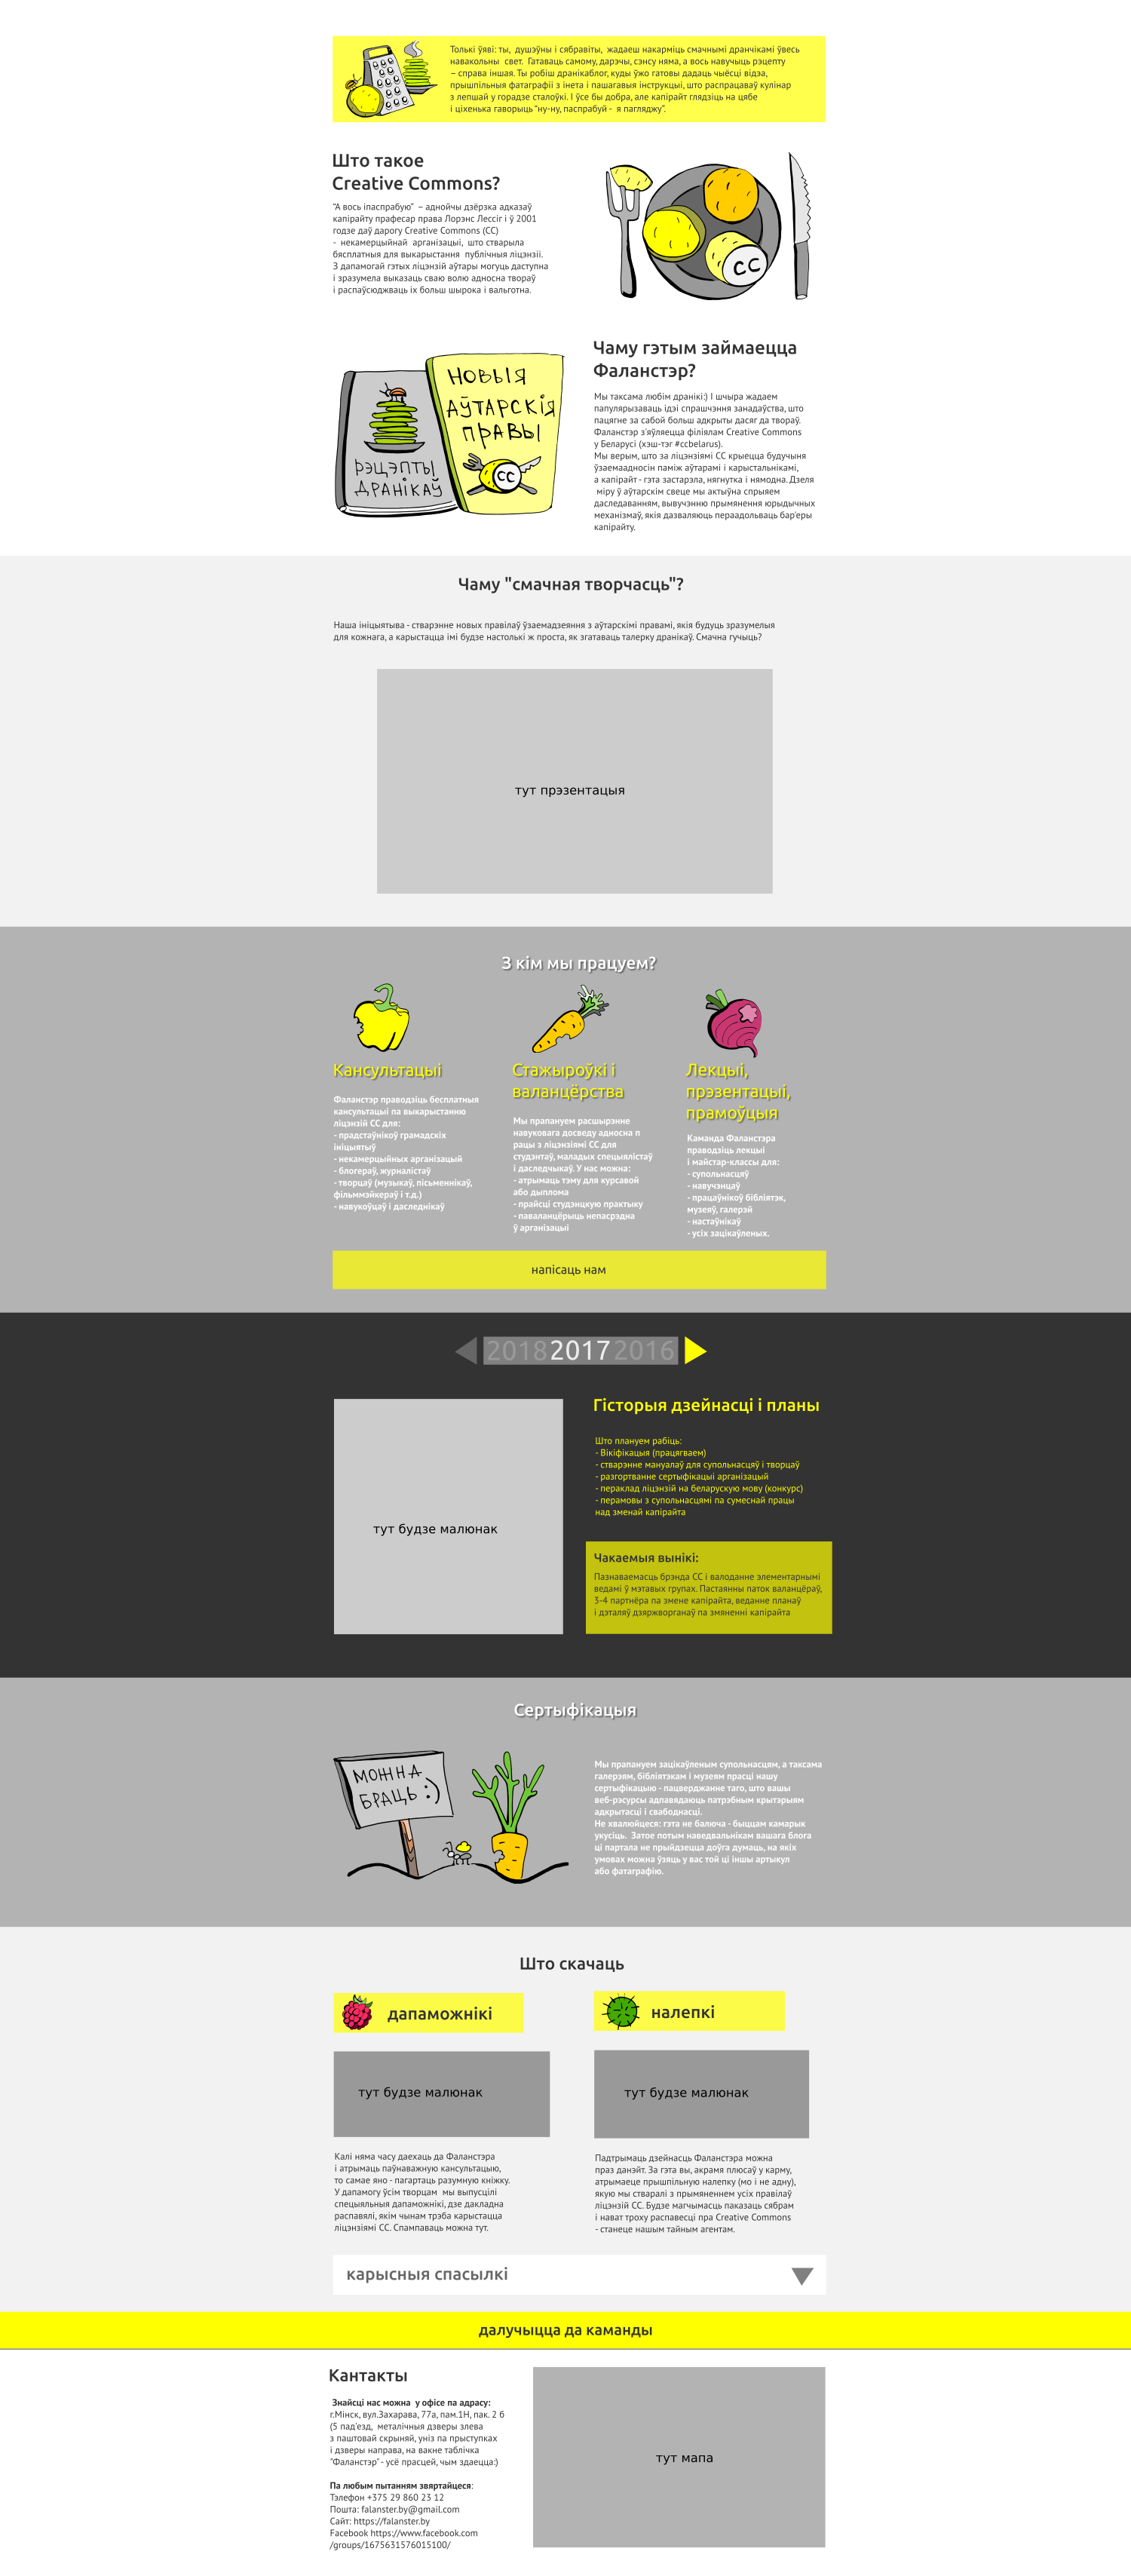 Толькі ўяві: ты, душэўны і сябравіты, жадаеш накарміць смачнымі дранчікамі ўвесь
навакольны свет. Гатаваць самому, дарэчы, сэнсу няма, а вось навучыць рэцэпту
– справа іншая. Ты робіш дранікаблог, куды ўжо гатовы дадаць чыёсці відэа,
прышпільныя фатаграфіі з інета і пашагавыя інструкцыі, што распрацаваў кулінар
з лепшай у горадзе сталоўкі. І ўсе бы добра, але капірайт глядзіць на цябе
і ціхенька гаворыць “ну-ну, паспрабуй - я пагляджу”.
Што такое
Creative Commons?
“А вось іпаспрабую” – аднойчы дзёрзка адказаў
капірайту прафесар права Лорэнс Лессіг і ў 2001
годзе даў дарогу Creative Commons (CC)
- некамерцыйнай арганізацыі, што стварыла
бясплатныя для выкарыстання публічныя ліцэнзіі.
З дапамогай гэтых ліцэнзій аўтары могуць даступна
і зразумела выказаць сваю волю адносна твораў
і распаўсюджваць іх больш шырока і вальготна.
CC
Чаму гэтым займаецца
Фаланстэр?
Мы таксама любім дранікі:) І шчыра жадаем
папулярызаваць ідэі спрашчэння занадаўства, што
пацягне за сабой больш адкрыты дасяг да твораў.
Фаланстэр з'яўляецца філіялам Creative Commons
у Беларусі (хэш-тэг #ccbelarus).
Мы верым, што за ліцэнзіямі CC крыецца будучыня
ўзаемаадносін паміж аўтарамі і карыстальнікамі,
а капірайт - гэта застарэла, нягнутка і нямодна. Дзеля
міру ў аўтарскім свеце мы актыўна спрыяем
даследаванням, вывучэнню прымянення юрыдычных
механізмаў, якія дазваляюць пераадольваць бар'еры
капірайту.
РЭЦЭПТЫ
ДРАНІКАЎ
НОВЫЯ
АЎТАРСКІЯ
ПРАВЫ
CC
Чаму "смачная творчасць"?
Наша ініцыятыва - стварэнне новых правілаў ўзаемадзеяння з аўтарскімі правамі, якія будуць зразумелыя
для кожнага, а карыстацца імі будзе настолькі ж проста, як згатаваць талерку дранікаў. Смачна гучыць?
тут прэзентацыя
З кім мы працуем?
Кансультацыі
Фаланстэр праводзіць бесплатныя
кансультацыі па выкарыстанню
ліцэнзій CC для:
- прадстаўнікоў грамадскіх
ініцыятыў
- некамерцыйных арганізацый
- блогераў, журналістаў
- творцаў (музыкаў, пісьменнікаў,
фільммэйкераў і т.д.)
- навукоўцаў і даследнікаў
Стажыроўкі і
валанцёрства
Мы прапануем расшырэнне
навуковага досведу адносна п
рацы з ліцэнзіямі CC для
студэнтаў, маладых спецыялістаў
і даследчыкаў. У нас можна:
- атрымаць тэму для курсавой
або дыплома
- прайсці студэнцкую практыку
- паваланцёрыць непасрэдна
ў арганізацыі
Лекцыі,
прэзентацыі,
прамоўцыя
Каманда Фаланстэра
праводзіць лекцыі
і майстар-классы для:
- супольнасцяў
- навучэнцаў
- працаўнікоў бібліятэк,
музеяў, галерэй
- настаўнікаў
- усіх зацікаўленых.
напісаць нам
2018 2017 2016
Гісторыя дзейнасці і планы
Што плануем рабіць:
- Вікіфікацыя (працягваем)
- стварэнне мануалаў для супольнасцяў і творцаў
- разгортванне сертыфікацыі арганізацый
- пераклад ліцэнзій на беларускую мову (конкурс)
- перамовы з супольнасцямі па сумеснай працы
над зменай капірайта
тут будзе малюнак
Чакаемыя вынікі:
Пазнаваемасць брэнда CC і валоданне элементарнымі
ведамі ў мэтавых групах. Пастаянны паток валанцёраў,
3-4 партнёра па змене капірайта, веданне планаў
і дэталяў дзяржворганаў па змяненні капірайта
Сертыфікацыя
МОЖНА
БРАЦЬ :)
Мы прапануем зацікаўленым супольнасцям, а таксама
галерэям, бібліятэкам і музеям прасці нашу
сертыфікацыю - пацверджанне таго, што вашы
веб-рэсурсы адпавядаюць патрэбным крытэрыям
адкрытасці і свабоднасці.
Не хвалюйцеся: гэта не балюча - быццам камарык
укусіць. Затое потым наведвальнікам вашага блога
ці партала не прыйдзецца доўга думаць, на якіх
умовах можна ўзяць у вас той ці іншы артыкул
або фатаграфію.
Што скачаць
дапаможнікі
налепкі
тут будзе малюнак
тут будзе малюнак
Калі няма часу даехаць да Фаланстэра
і атрымаць паўнаважную кансультацыю,
то самае яно - пагартаць разумную кніжку.
У дапамогу ўсім творцам мы выпусцілі
спецыяльныя дапаможнікі, дзе дакладна
распавялі, якім чынам трэба карыстацца
ліцэнзіямі CC. Спампаваць можна тут.
Падтрымаць дзейнасць Фаланстэра можна
праз данэйт. За гэта вы, акрамя плюсаў у карму,
атрымаеце прышпільную налепку (мо і не адну),
якую мы стваралі з прымяненнем усіх правілаў
ліцэнзій CC. Будзе магчымасць паказаць сябрам
і нават троху распавесці пра Creative Commons
- станеце нашым тайным агентам.
карысныя спасылкі
далучыцца да каманды
Кантакты
Знайсці нас можна у офісе па адрасу:
г.Мінск, вул.Захарава, 77а, пам.1Н, пак. 2 б
(5 пад'езд, металічныя дзверы злева
з паштовай скрыняй, уніз па прыступках
і дзверы направа, на вакне таблічка
"Фаланстэр" - усё прасцей, чым здаецца:)
Па любым пытанням звяртайцеся:
Тэлефон +375 29 860 23 12
Пошта: falanster.by@gmail.com
Сайт: https://falanster.by
Facebook https://www.facebook.com
/groups/1675631576015100/
тут мапа